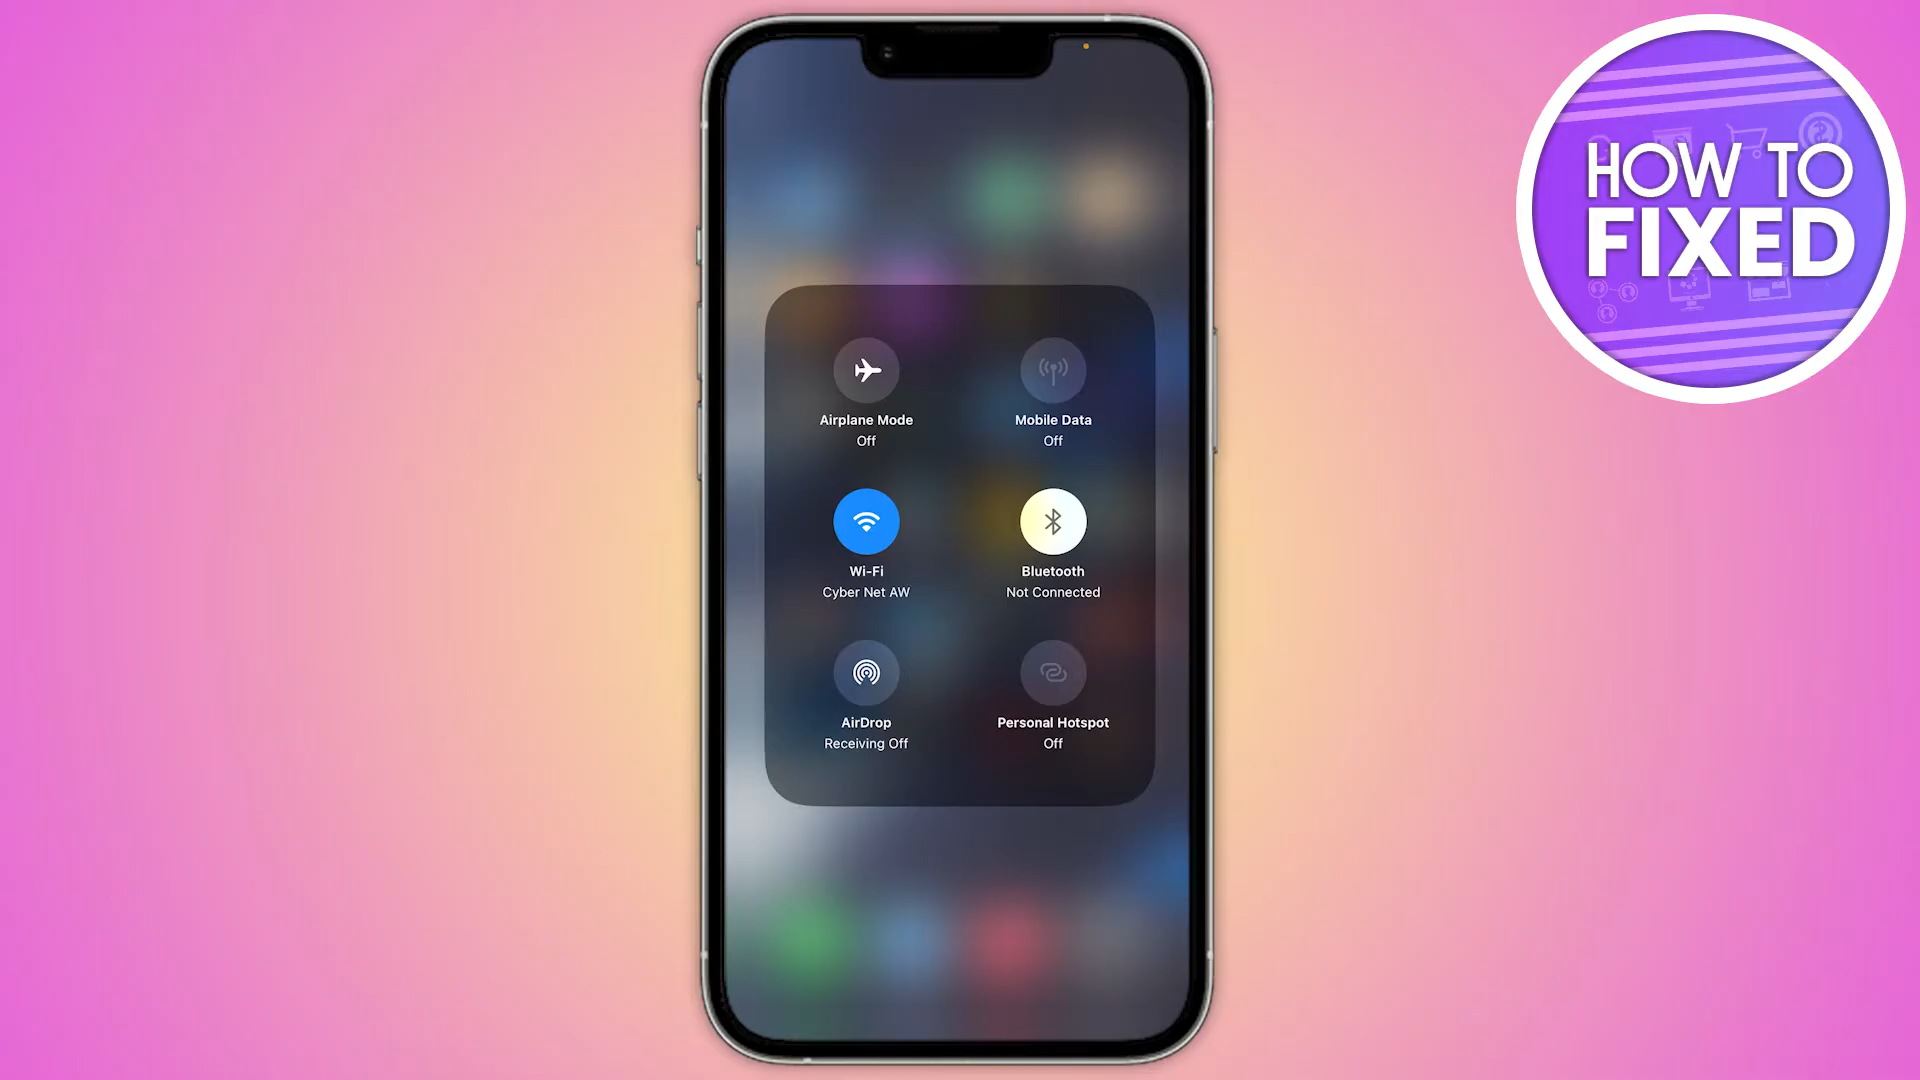 HOW TO
FIXED
Airplane Mode
Off
Mobile Data
Off
Wi-Fi
Cyber Net AW
Bluetooth
Not Connected
AirDrop
Receiving Off
Personal Hotspot
Off